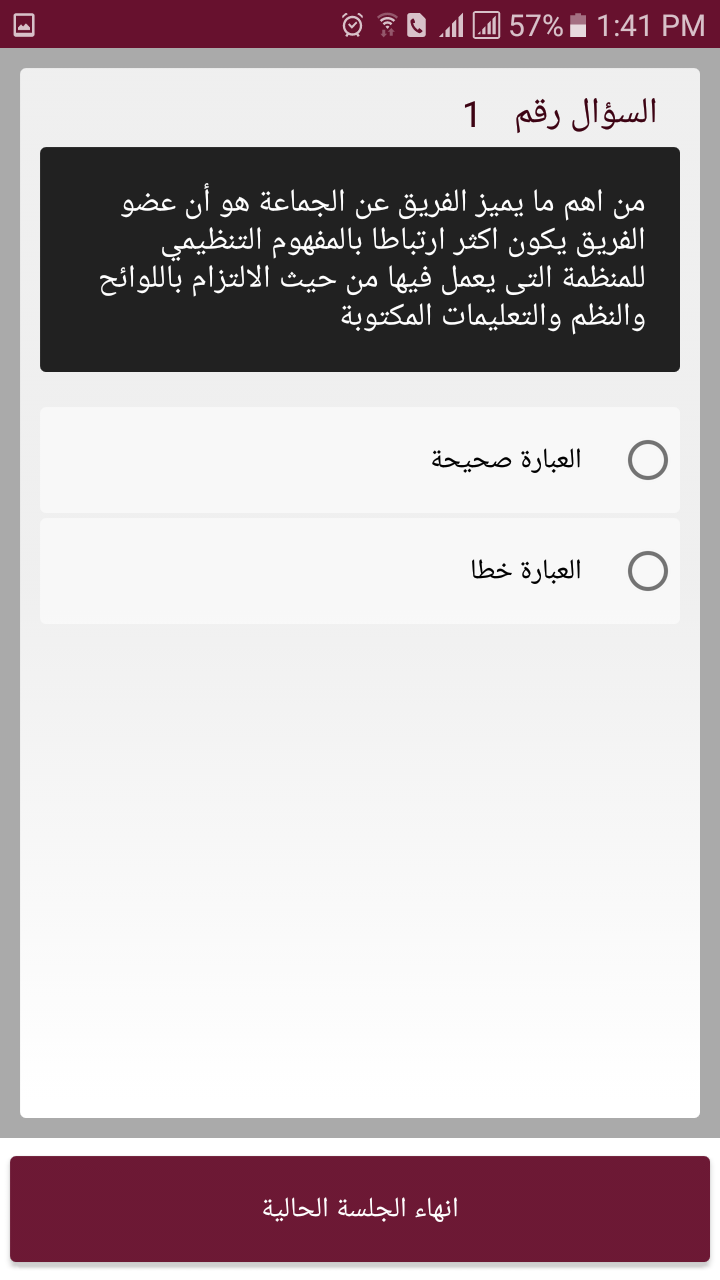 57% 1:41 PM
السؤال رقم 1
من اهم ما يميز الفريق عن الجماعة هو أن عضو
الفريق يكون اكثر ارتباطا بالمفهوم التنظيمي
للمنظمة التى يعمل فيها من حيث الالتزام باللوائح
والنظم والتعليمات المكتوبة
العبارة صحيحة
العبارة خطا
انهاء الجلسة الحالية